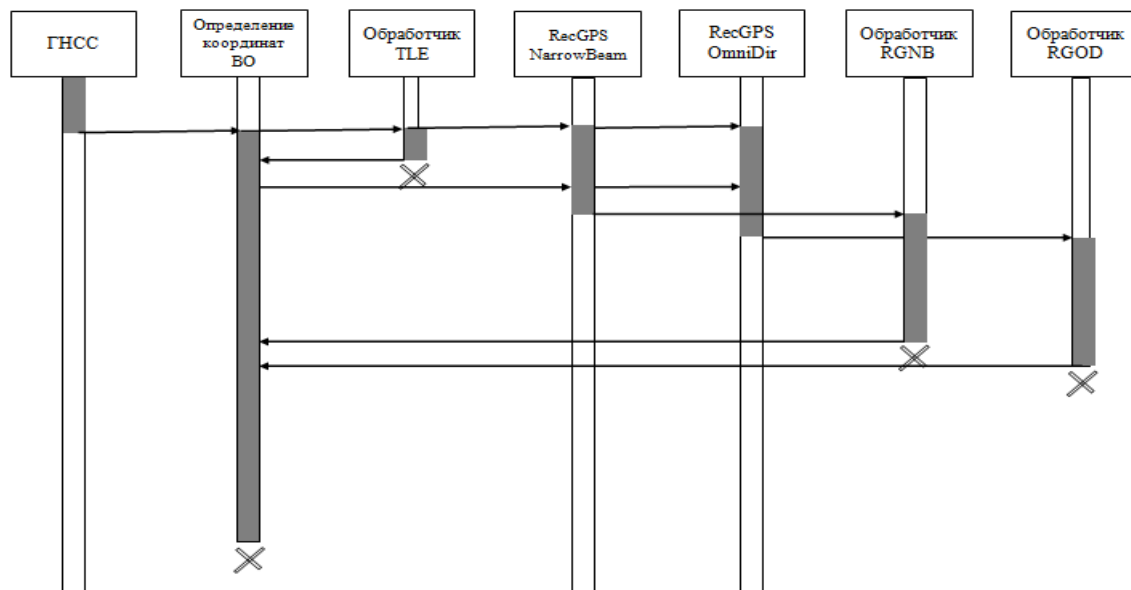 ГНСС
Определение
координат
ВО
Обработчик
TLE
RecGPS
NarrowBeam
RecGPS
OmniDir
Обработчик
RGNB
Обработчик
RGOD